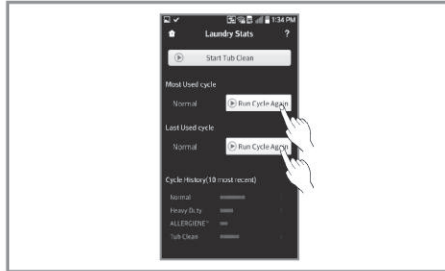 1:34 PM
Laundry Stats ?
Start Tub Clean
Most Used cycle
Normal Run Cycle Again
Last Used cycle
Normal Run Cycle Again
Cycle History(10 most recent)
Normal
Heavy Duty
ALLERGIENE™
Tub Clean